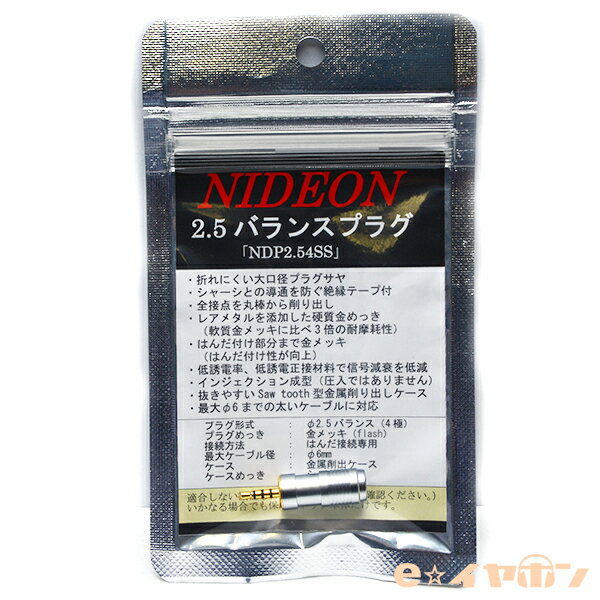 NIDEON
2.5バランスプラグ
「NDP2.54SS」
・折れにくい大口径プラグサヤ
・シャーシとの導通を防ぐ絶縁テープ付
・全接点を丸棒から削り出し
・レアメタルを添加した硬質金めっき
（軟質金メッキに比べ3倍の耐摩耗性）
・はんだ付け部分まで金メッキ
（はんだ付け性が向上）
・低誘電率、低誘電正接材料で信号減衰を低減
・インジェクション成型（圧入ではありません）
・抜きやすいSaw tooth型金属削り出しケース
・最大φ6までの太いケーブルに対応
プラグ形式 : φ2.5バランス（4極）
プラグめっき : 金メッキ(flash)
接続方法 : はんだ接続専用
最大ケーブル径 : φ6mm
ケース : 金属削出ケース
ケースめっき :
適合しない 確認ください。）
いかなる場合でも保 だけです。
e☆イヤホン